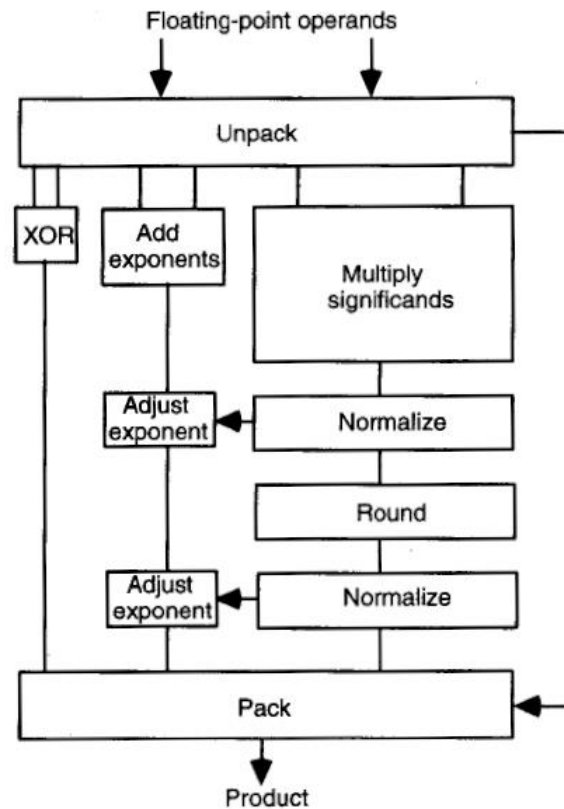 Floating-point operands
Unpack
XOR
Add
exponents
Multiply
significands
Adjust
exponent
Normalize
Round
Adjust
exponent
Normalize
Pack
Product